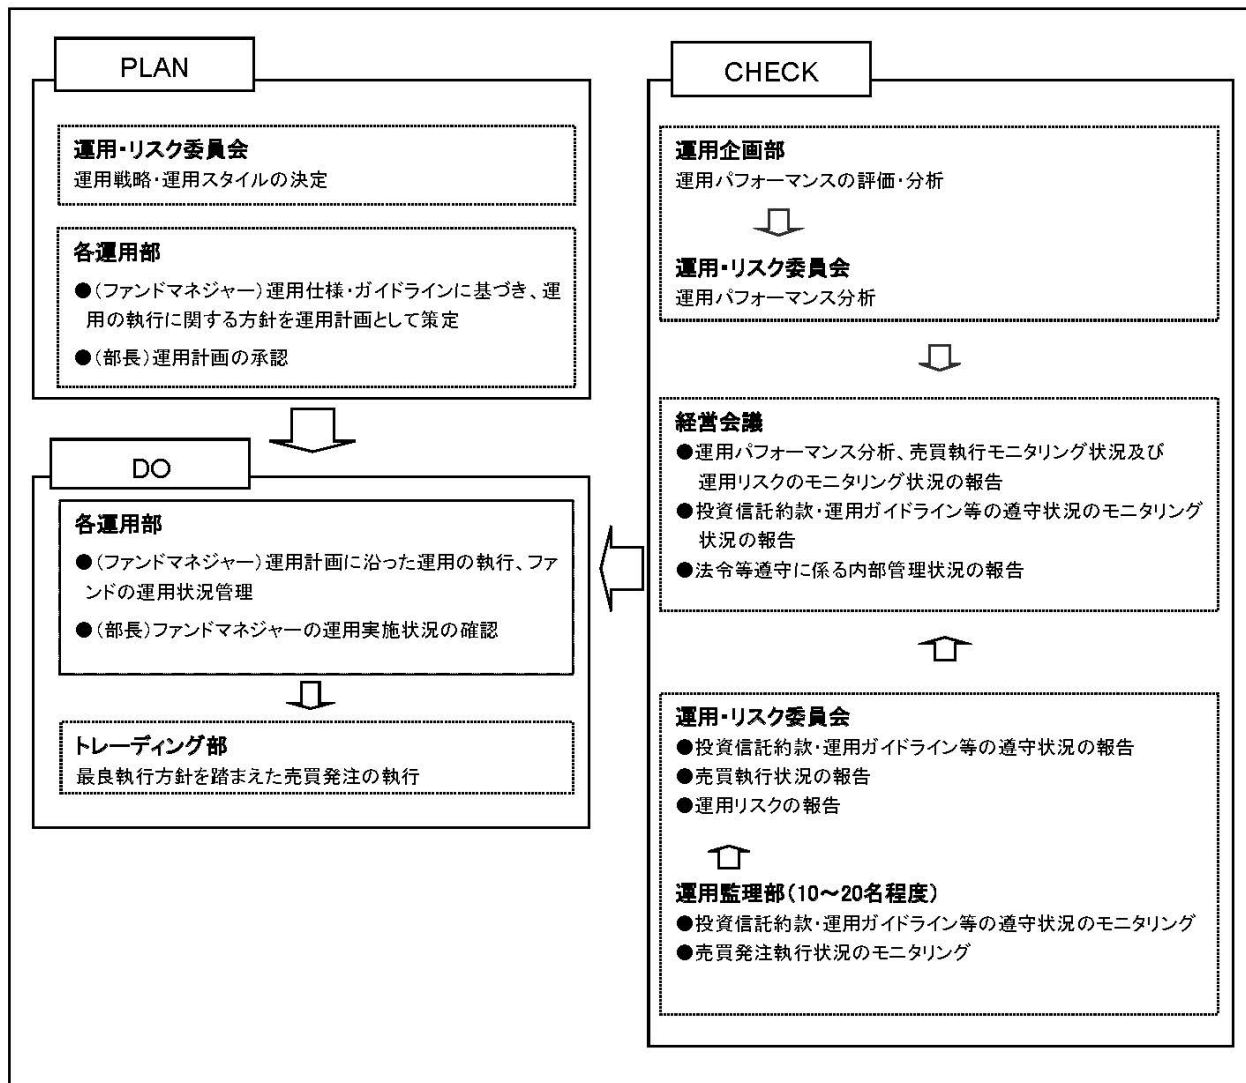 PLAN
運用・リスク委員会
運用戦略・運用スタイルの決定
各運用部
●(ファンドマネジャー)運用仕様・ガイドラインに基づき、運
用の執行に関する方針を運用計画として策定
●(部長)運用計画の承認
DO
各運用部
●(ファンドマネジャー)運用計画に沿った運用の執行、ファ
ンドの運用状況管理
●(部長)ファンドマネジャーの運用実施状況の確認
トレーディング部
最良執行方針を踏まえた売買発注の執行
CHECK
運用企画部
運用パフォーマンスの評価・分析
運用・リスク委員会
運用パフォーマンス分析
経営会議
●運用パフォーマンス分析、売買執行モニタリング状況及び
運用リスクのモニタリング状況の報告
●投資信託約款・運用ガイドライン等の遵守状況のモニタリング
状況の報告
●法令等遵守に係る内部管理状況の報告
運用・リスク委員会
●投資信託約款・運用ガイドライン等の遵守状況の報告
●売買執行状況の報告
●運用リスクの報告
運用監理部(10～20名程度)
●投資信託約款・運用ガイドライン等の遵守状況のモニタリング
●売買発注執行状況のモニタリング